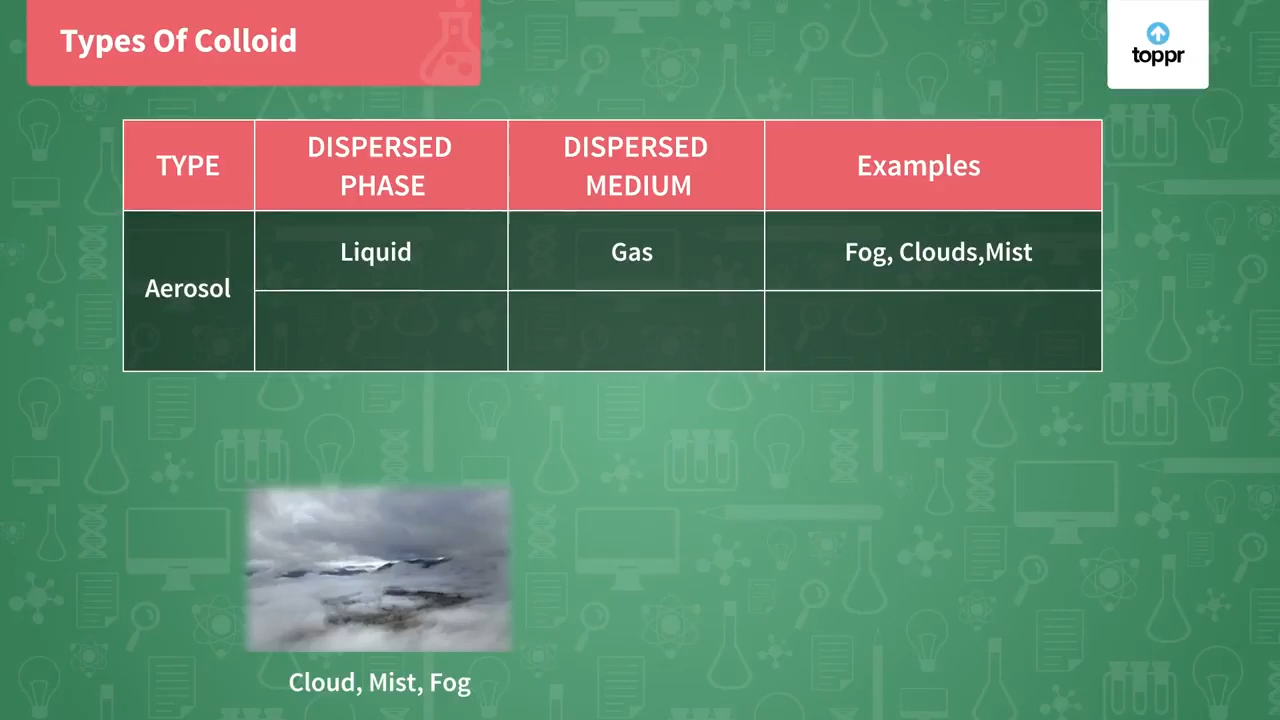 Types Of Colloid
toppr
TYPE
DISPERSED
PHASE
DISPERSED
MEDIUM
Examples
Aerosol
Liquid
Gas
Fog, Clouds,Mist
Cloud, Mist, Fog